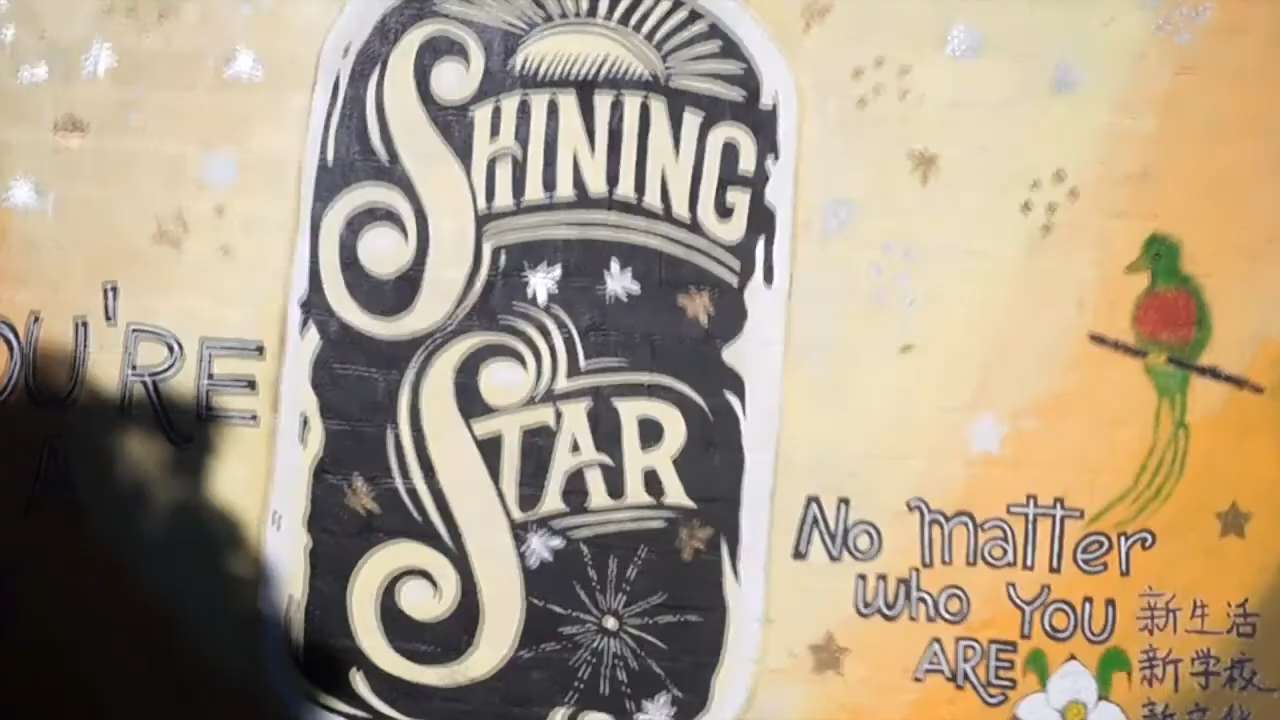 OU'RE
SHINING
STAR
No matter
who YOU
ARE
新生活
新学校